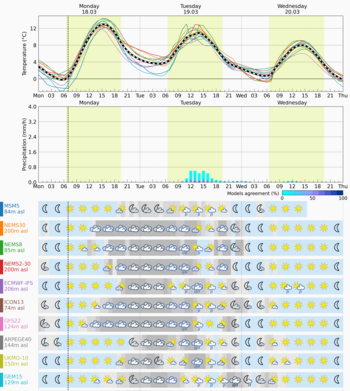 Monday
18.03
Tuesday
19.03
Wednesday
20.03
Temperature (°C)
12
8
4
0
Mon 03 06 09 12 15 18 21 Tue 03 06 09 12 15 18 21 Wed 03 06 09 12 15 18 21 Thu
Monday Tuesday Wednesday
Precipitation (mm/h)
4.0
3.2
2.4
1.6
0.8
0.0
Mon 03 06 09 12 15 18 21 Tue 03 06 09 12 15 18 21 Wed 03 06 09 12 15 18 21 Thu
Models agreement (%)
0 50 100
MSM5
84m asl
NEMS30
200m asl
NEMS8
85m asl
NEMS2-30
200m asl
ECMWF-IFS
206m asl
ICON13
74m asl
GFS22
124m asl
ARPEGE40
144m asl
150m asl
GEM15
129m asl